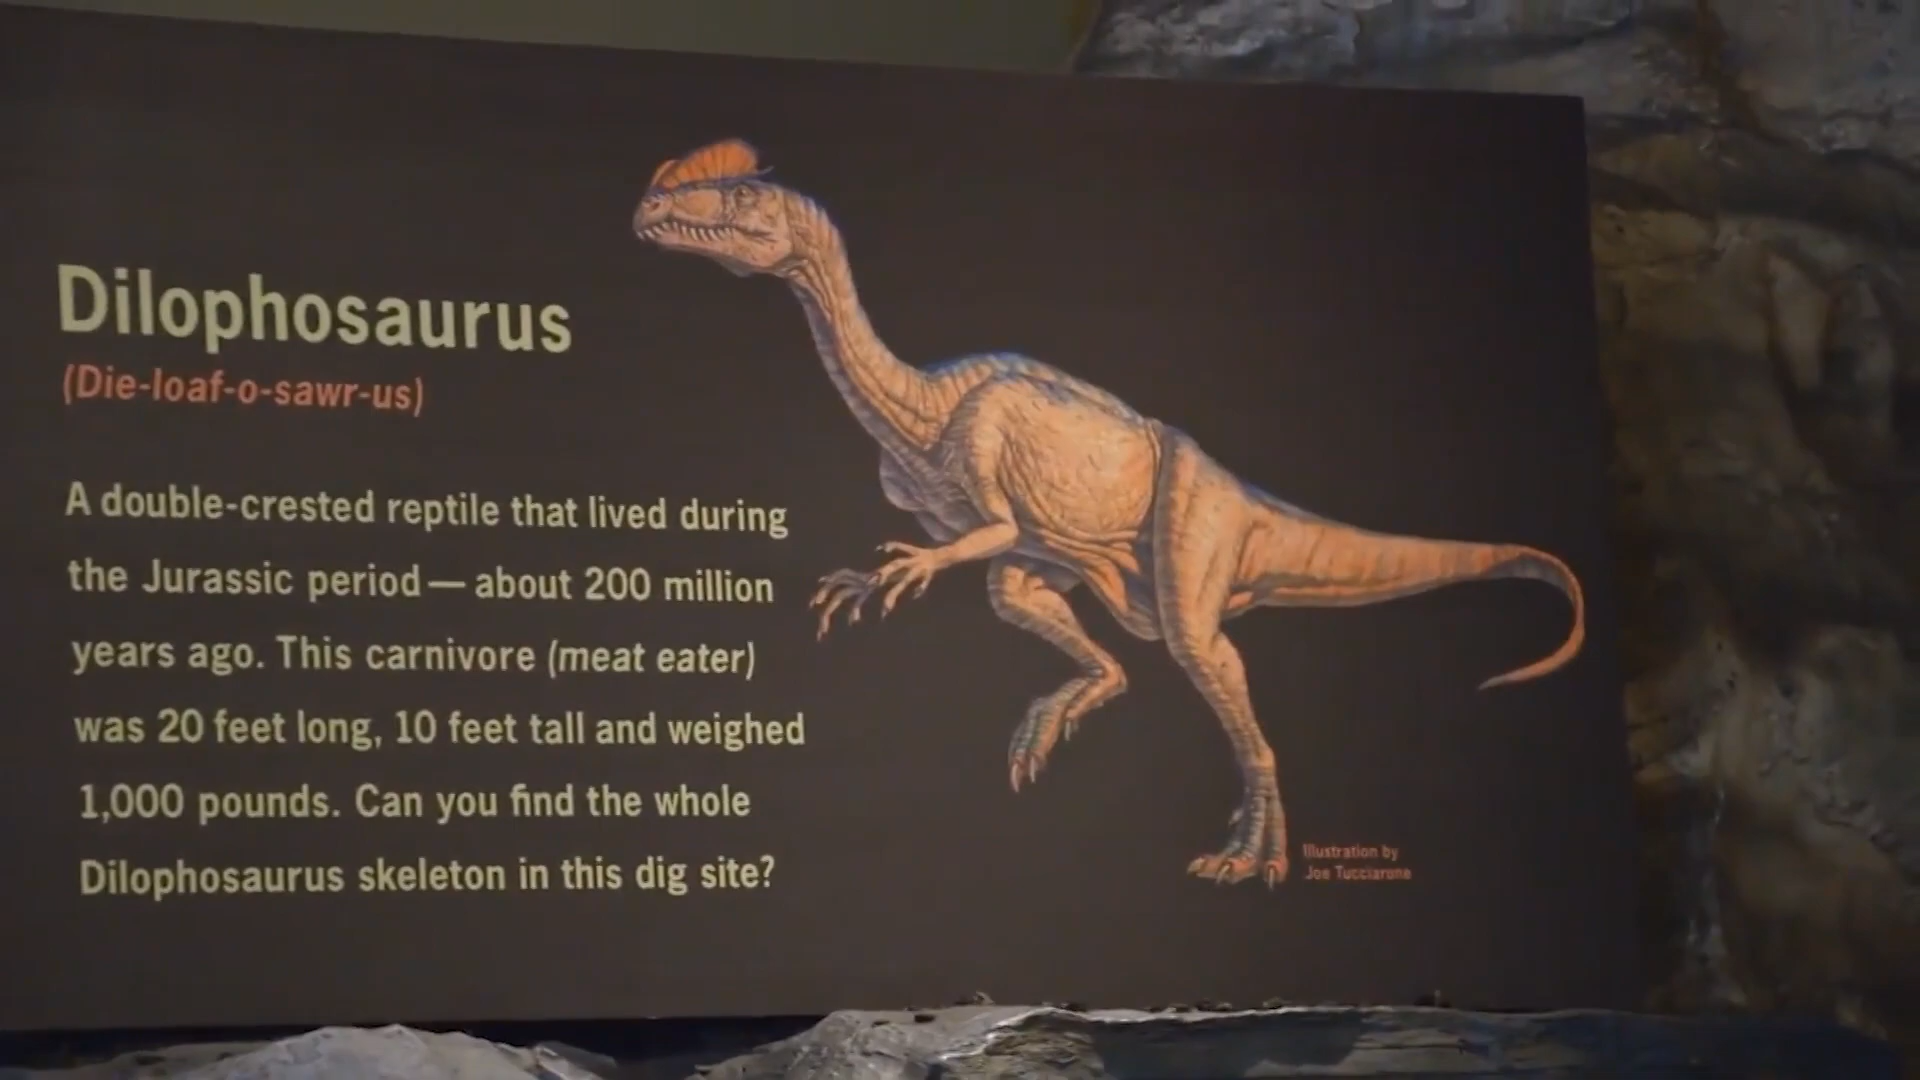 Dilophosaurus
(Die-loaf-o-sawr-us)
A double-crested reptile that lived during
the Jurassic period — about 200 million
years ago. This carnivore (meat eater)
was 20 feet long, 10 feet tall and weighed
1,000 pounds. Can you find the whole
Dilophosaurus skeleton in this dig site?
Illustration by
Joe Tucciarone